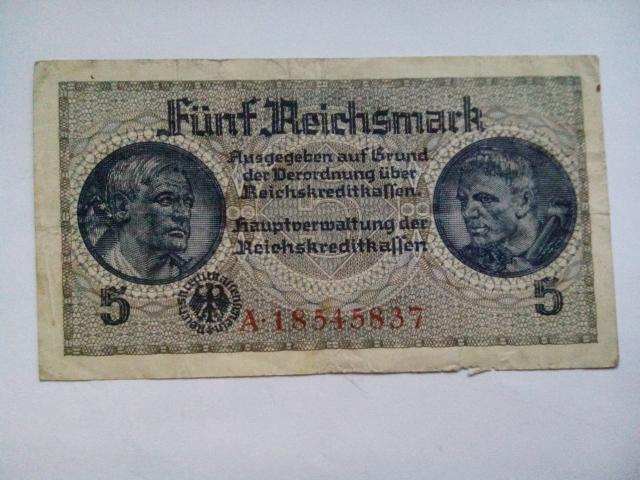 Fünf Reichsmark
Ausgegeben auf Grund
der Verordnung über
Reichskreditkassen.
Hauptverwaltung der
Reichskreditkassen
5
5
A·18545837